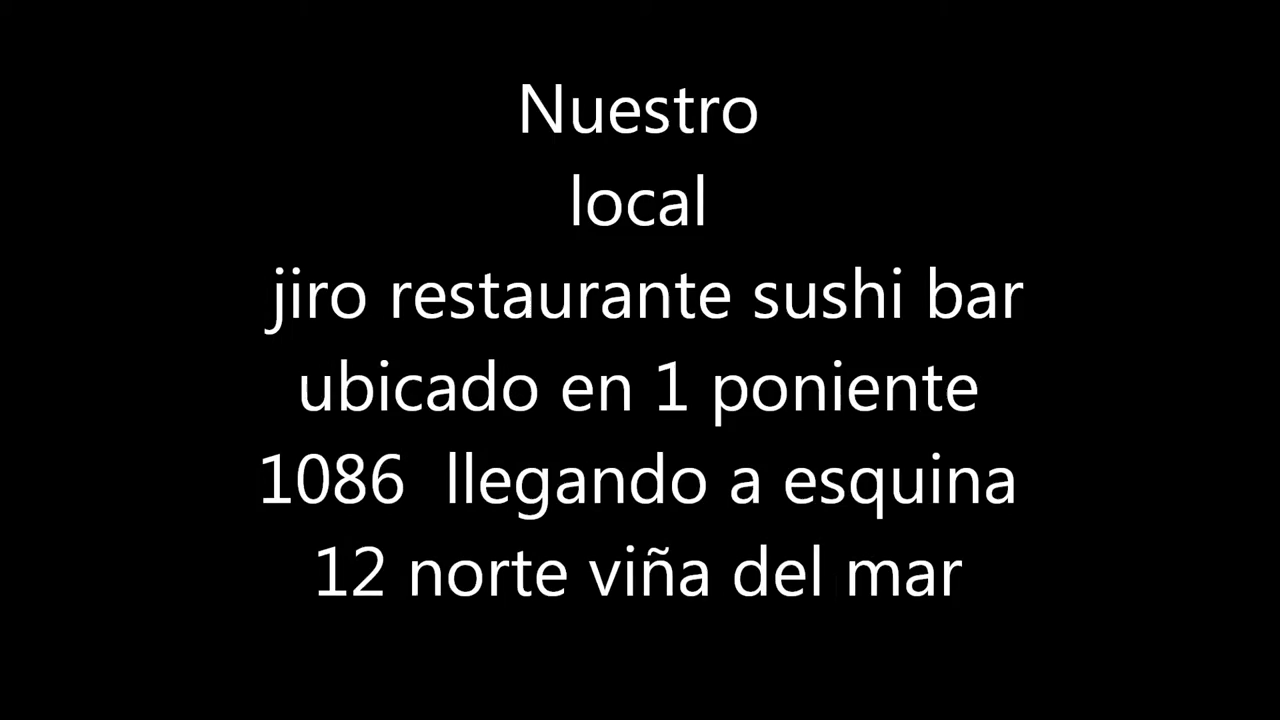 Nuestro
local
jiro restaurante sushi bar
ubicado en 1 poniente
1086  llegando a esquina
12 norte viña del mar